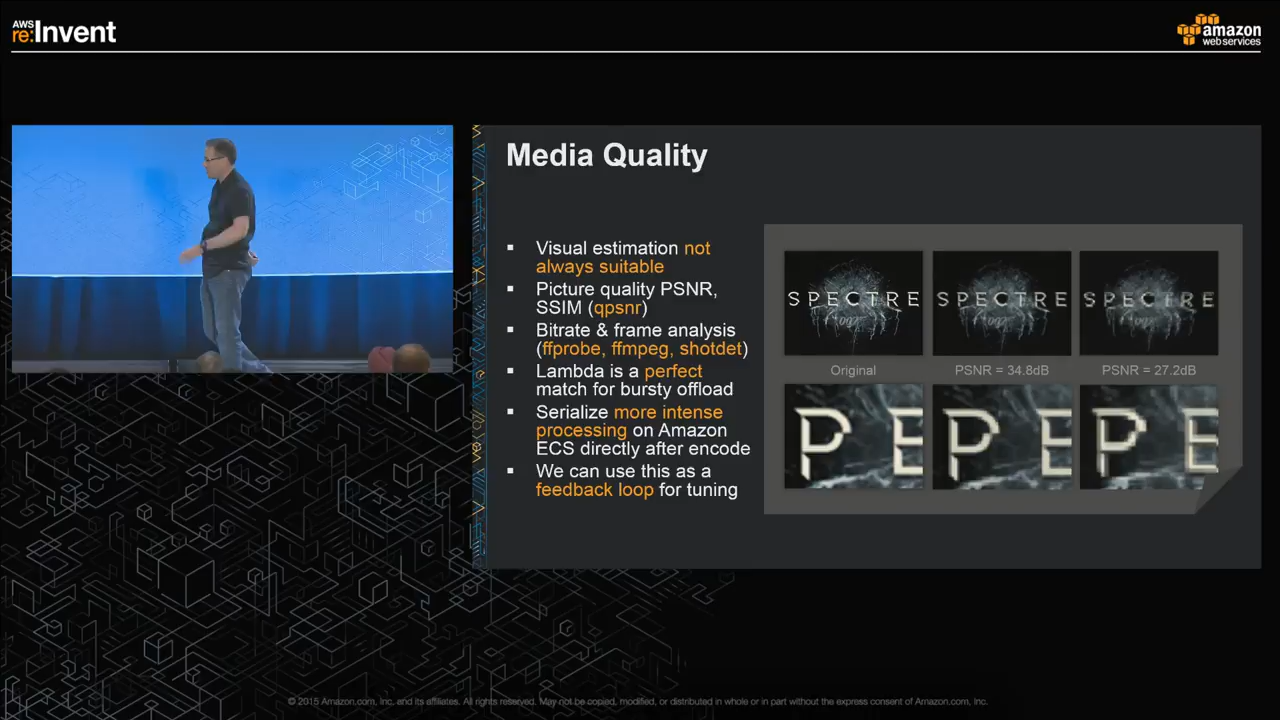 AWS
re:Invent
amazon
web services
Media Quality
▪ Visual estimation not
always suitable
▪ Picture quality PSNR,
SSIM (qpsnr)
▪ Bitrate & frame analysis
(ffprobe, ffmpeg, shotdet)
▪ Lambda is a perfect
match for bursty offload
▪ Serialize more intense
processing on Amazon
ECS directly after encode
▪ We can use this as a
feedback loop for tuning
SPECTRE SPECTRE SPECTRE
Original PSNR = 34.8dB PSNR = 27.2dB
PE PE PE
© 2015 Amazon.com, Inc. and its affiliates. All rights reserved. May not be copied, modified, or distributed in whole or in part without the express consent of Amazon.com, Inc.